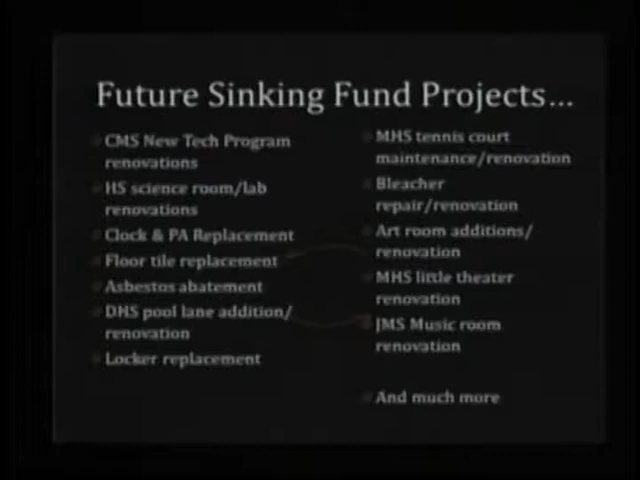 Future Sinking Fund Projects...
CMS New Tech Program
renovations
HS science room/lab
renovations
Clock & PA Replacement
Floor tile replacement
Asbestos abatement
DHS pool lane addition/
renovation
Locker replacement
MHS tennis court
maintenance/renovation
Bleacher
repair/renovation
Art room additions/
renovation
MHS little theater
renovation
JMS Music room
renovation
And much more